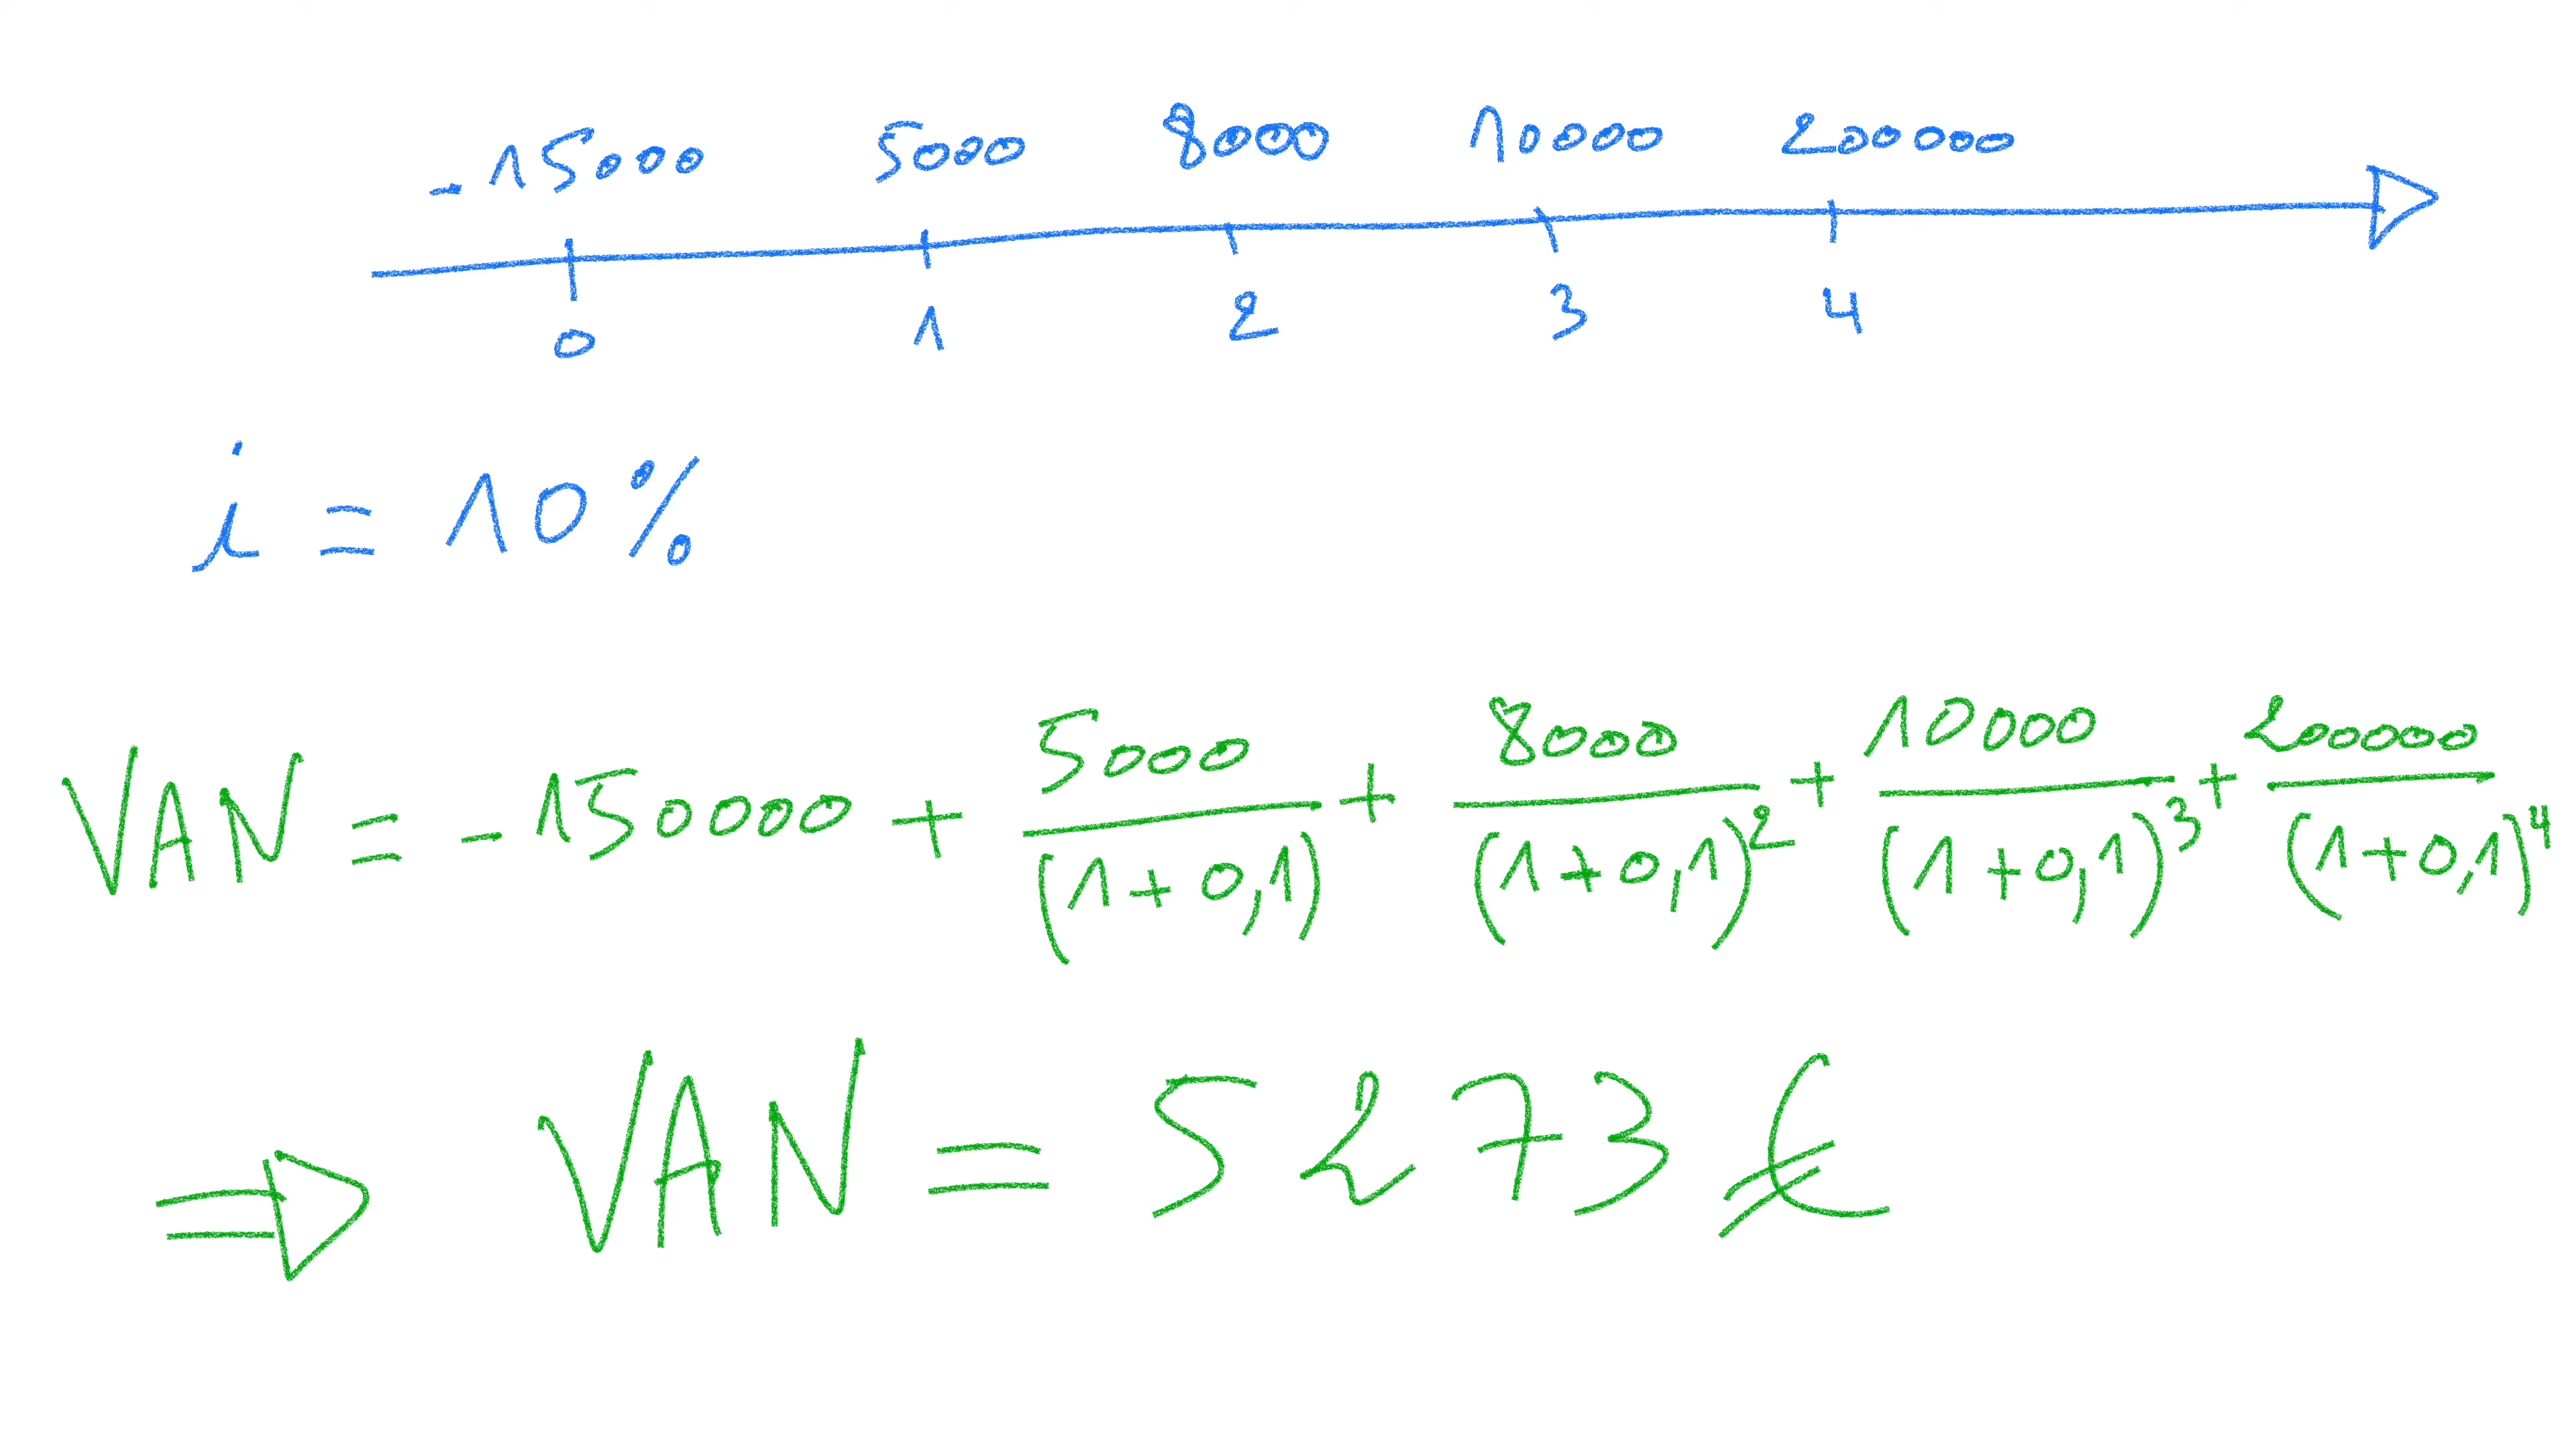 -15000 5000 8000 10000 200000
0 1 2 3 4
i = 10%
VAN = -150000 + 5000/(1+0,1) + 8000/(1+0,1)² + 10000/(1+0,1)³ + 200000/(1+0,1)⁴
⇒ VAN = 5273 €